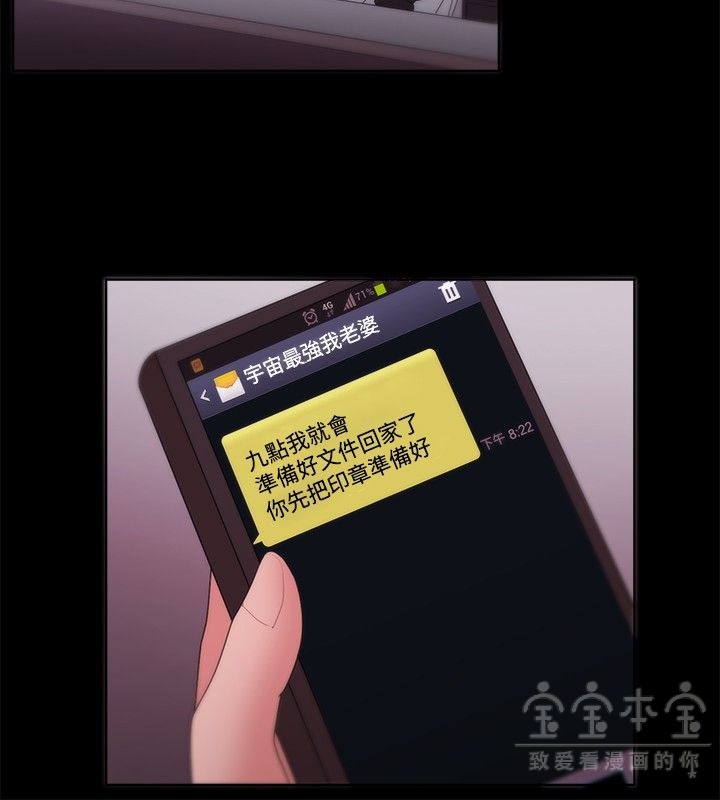 4G
71%
宇宙最強我老婆
九點我就會
準備好文件回家了
你先把印章準備好
下午 8:22
宝宝本宝
致爱看漫画的你